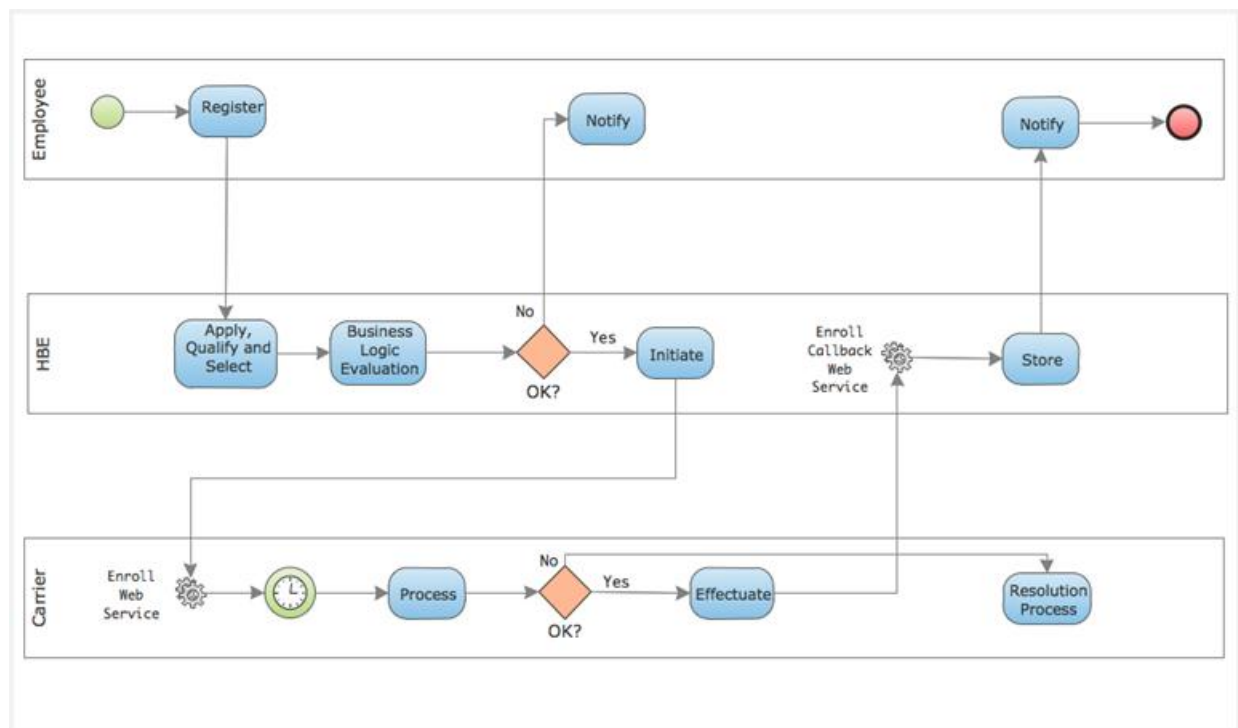 Employee
Register
Notify
Notify
HBE
Apply,
Qualify and
Select
Business
Logic
Evaluation
No
Yes
OK?
Initiate
Enroll
Callback
Web
Service
Store
Carrier
Enroll
Web
Service
Process
No
Yes
OK?
Effectuate
Resolution
Process